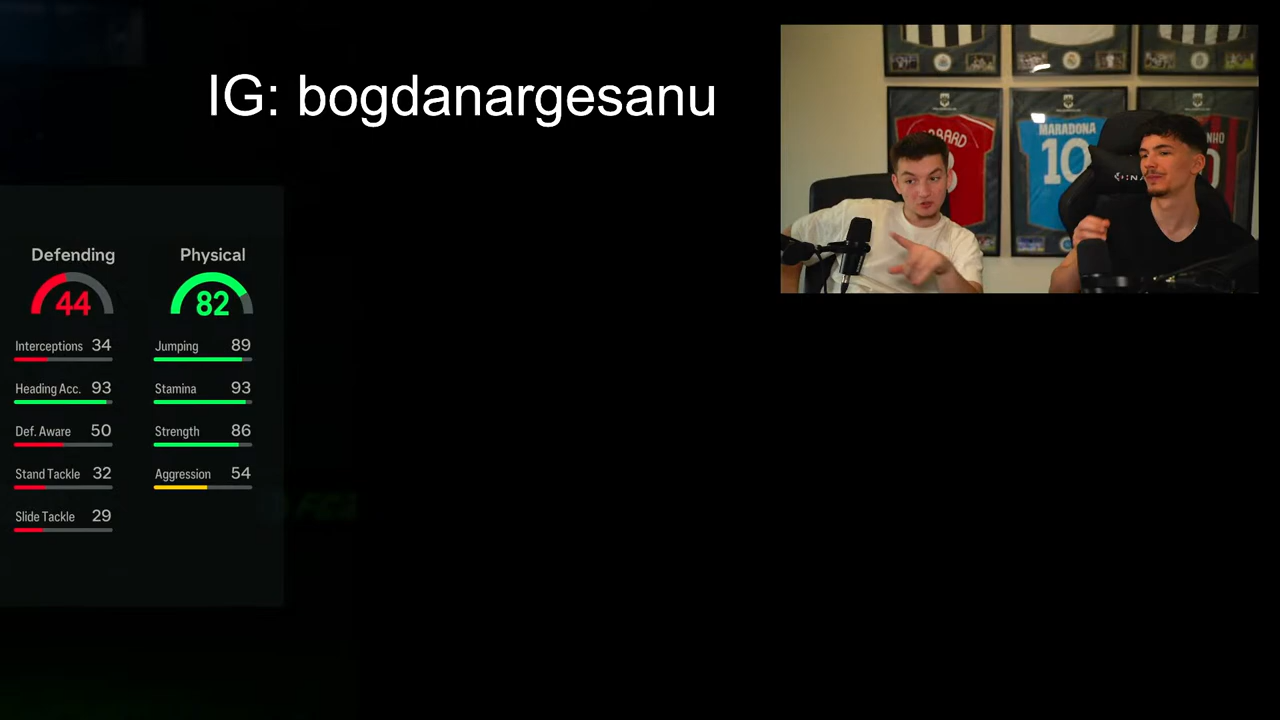 IG: bogdanargesanu
Defending
44
Interceptions 34
Heading Acc. 93
Def. Aware 50
Stand Tackle 32
Slide Tackle 29
Physical
82
Jumping 89
Stamina 93
Strength 86
Aggression 54
MARADONA
10